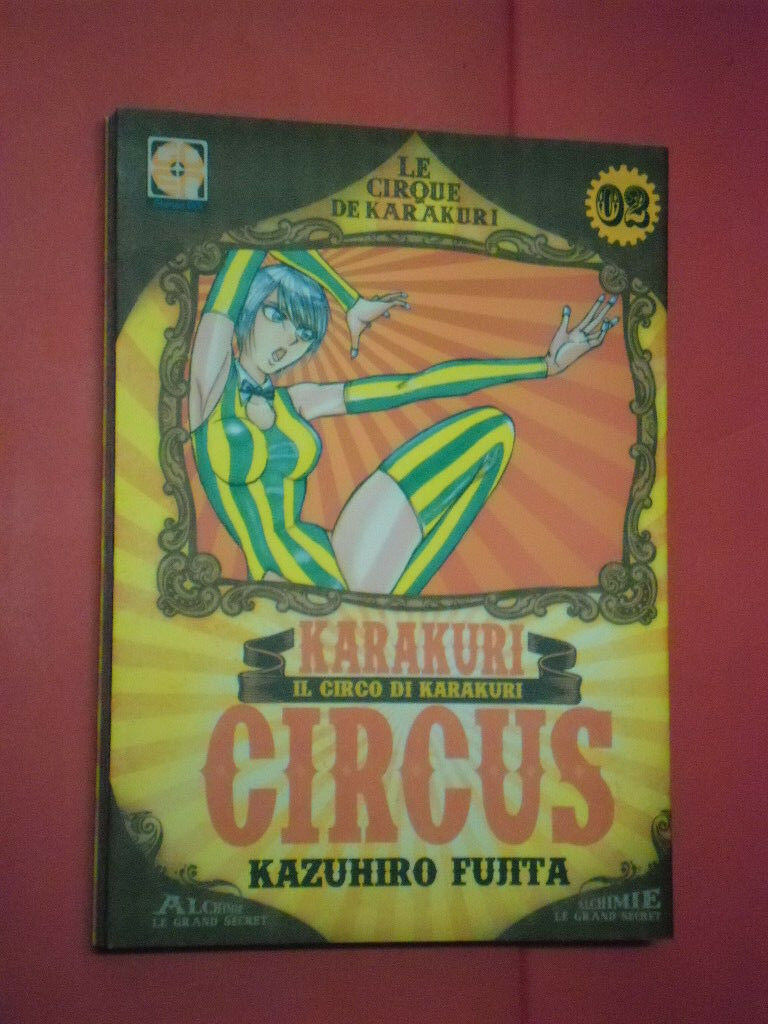 LE
CIRQUE
DE KARAKURI
02
KARAKURI
IL CIRCO DI KARAKURI
CIRCUS
KAZUHIRO FUJITA
ALCHIMIE
LE GRAND SECRET
ALCHIMIE
LE GRAND SECRET